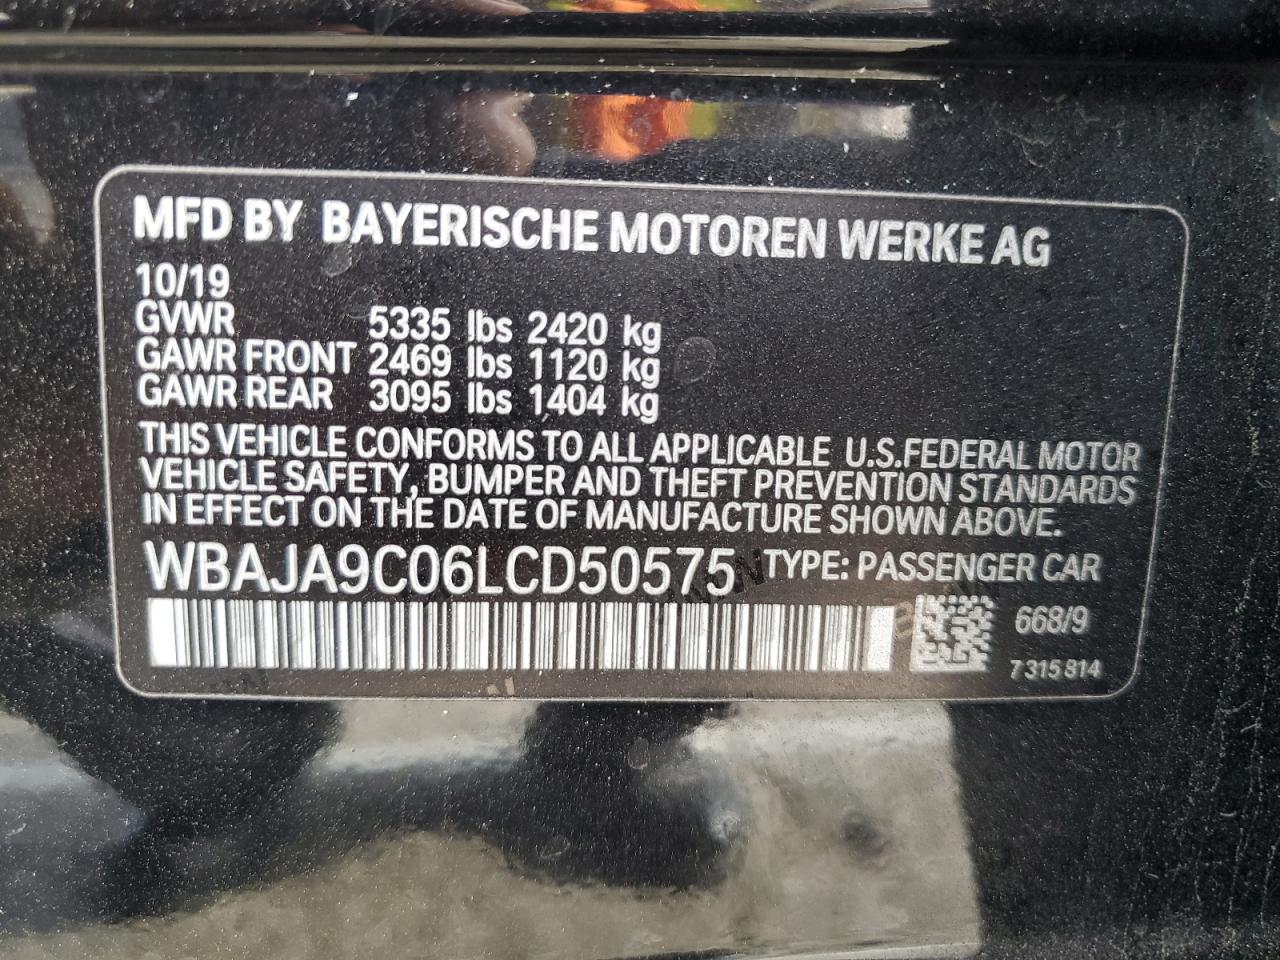 MFD BY BAYERISCHE MOTOREN WERKE AG
10/19
GVWR 5335 lbs 2420 kg
GAWR FRONT 2469 lbs 1120 kg
GAWR REAR 3095 lbs 1404 kg
THIS VEHICLE CONFORMS TO ALL APPLICABLE U.S.FEDERAL MOTOR
VEHICLE SAFETY, BUMPER AND THEFT PREVENTION STANDARDS
IN EFFECT ON THE DATE OF MANUFACTURE SHOWN ABOVE.
WBAJA9C06LCD50575 TYPE: PASSENGER CAR
668/9
7 315 814